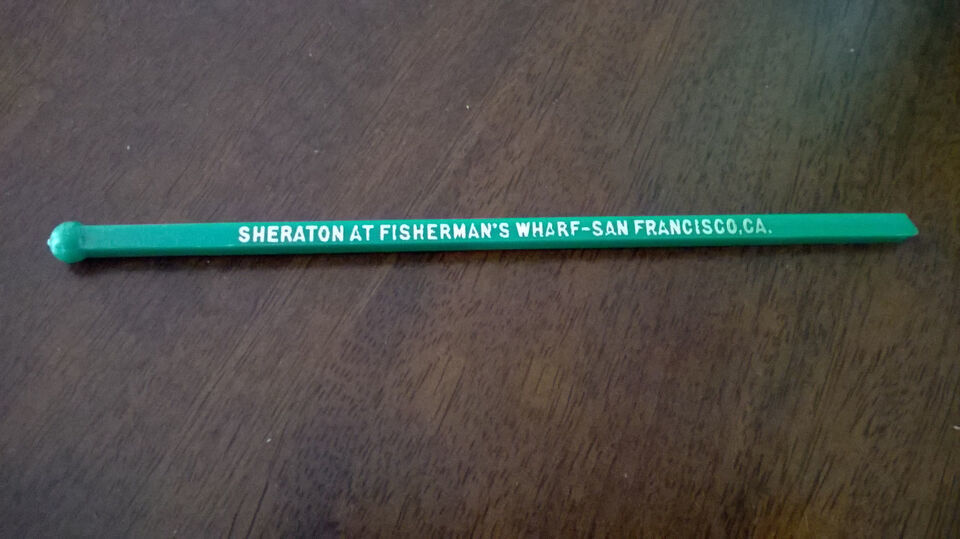 SHERATON AT FISHERMAN'S WHARF-SAN FRANCISCO,CA.